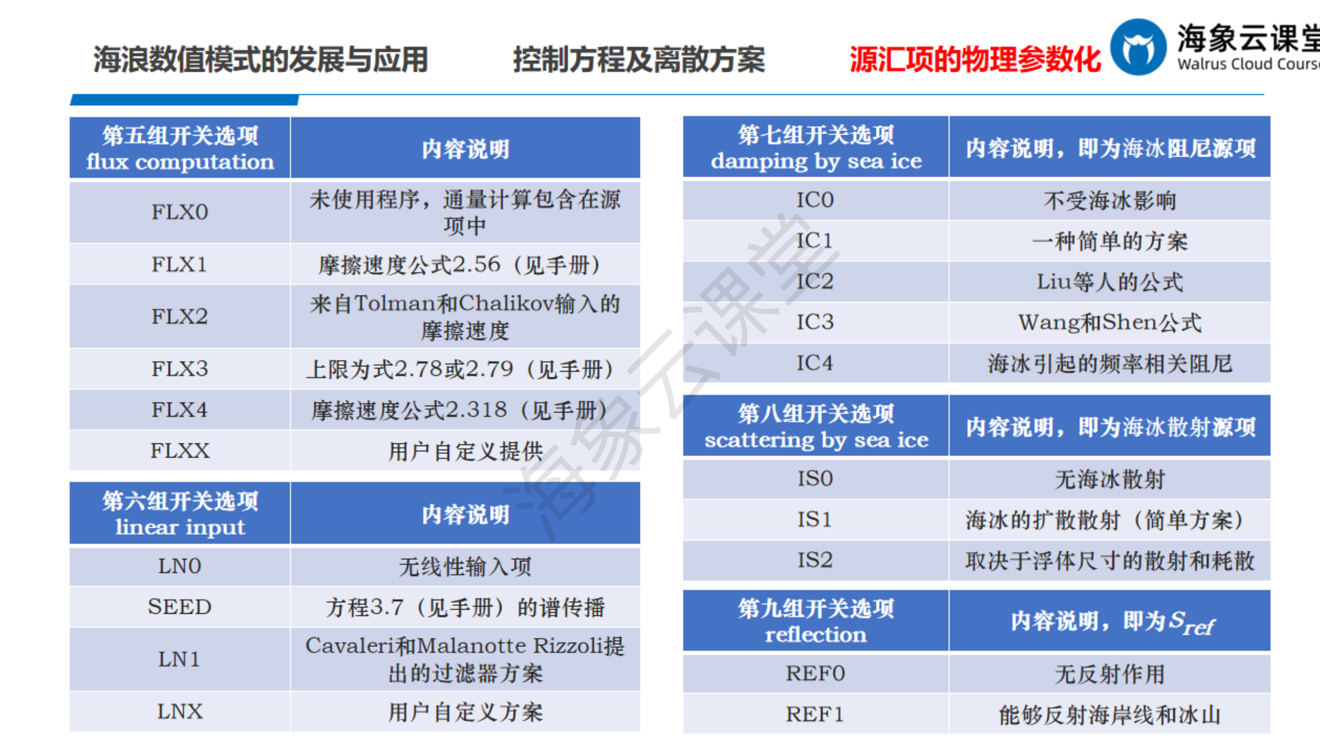 海浪数值模式的发展与应用
控制方程及离散方案
源汇项的物理参数化
海象云课堂
Walrus Cloud Cours
第五组开关选项
flux computation
内容说明
FLX0
未使用程序，通量计算包含在源
项中
FLX1
摩擦速度公式2.56（见手册）
FLX2
来自Tolman和Chalikov输入的
摩擦速度
FLX3
上限为式2.78或2.79（见手册）
FLX4
摩擦速度公式2.318（见手册）
FLXX
用户自定义提供
第六组开关选项
linear input
内容说明
LN0
无线性输入项
SEED
方程3.7（见手册）的谱传播
LN1
Cavaleri和Malanotte Rizzoli提
出的过滤器方案
LNX
用户自定义方案
第七组开关选项
damping by sea ice
内容说明，即为海冰阻尼源项
IC0
不受海冰影响
IC1
一种简单的方案
IC2
Liu等人的公式
IC3
Wang和Shen公式
IC4
海冰引起的频率相关阻尼
第八组开关选项
scattering by sea ice
内容说明，即为海冰散射源项
IS0
无海冰散射
IS1
海冰的扩散散射（简单方案）
IS2
取决于浮体尺寸的散射和耗散
第九组开关选项
reflection
内容说明，即为Sref
REF0
无反射作用
REF1
能够反射海岸线和冰山
海象云课堂